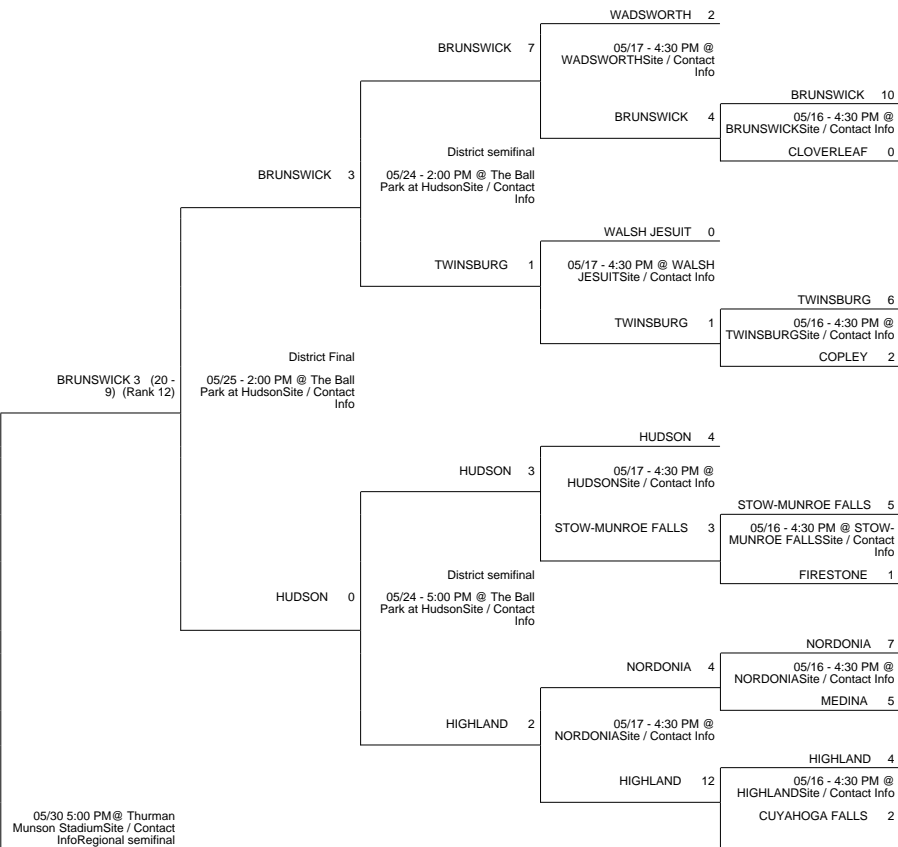 WADSWORTH 2
BRUNSWICK 7
05/17 - 4:30 PM @
WADSWORTHSite / Contact
Info
BRUNSWICK 10
BRUNSWICK 4
05/16 - 4:30 PM @
BRUNSWICKSite / Contact Info
CLOVERLEAF 0
District semifinal
BRUNSWICK 3
05/24 - 2:00 PM @ The Ball
Park at HudsonSite / Contact
Info
WALSH JESUIT 0
TWINSBURG 1
05/17 - 4:30 PM @ WALSH
JESUITSite / Contact Info
TWINSBURG 6
TWINSBURG 1
05/16 - 4:30 PM @
TWINSBURGSite / Contact Info
COPLEY 2
District Final
BRUNSWICK 3 (20 -
9) (Rank 12)
05/25 - 2:00 PM @ The Ball
Park at HudsonSite / Contact
Info
HUDSON 4
HUDSON 3
05/17 - 4:30 PM @
HUDSONSite / Contact Info
STOW-MUNROE FALLS 5
STOW-MUNROE FALLS 3
05/16 - 4:30 PM @ STOW-
MUNROE FALLSSite / Contact
Info
FIRESTONE 1
District semifinal
HUDSON 0
05/24 - 5:00 PM @ The Ball
Park at HudsonSite / Contact
Info
NORDONIA 7
NORDONIA 4
05/16 - 4:30 PM @
NORDONIASite / Contact Info
MEDINA 5
HIGHLAND 2
05/17 - 4:30 PM @
NORDONIASite / Contact Info
HIGHLAND 4
HIGHLAND 12
05/16 - 4:30 PM @
HIGHLANDSite / Contact Info
CUYAHOGA FALLS 2
05/30 5:00 PM@ Thurman
Munson StadiumSite / Contact
InfoRegional semifinal